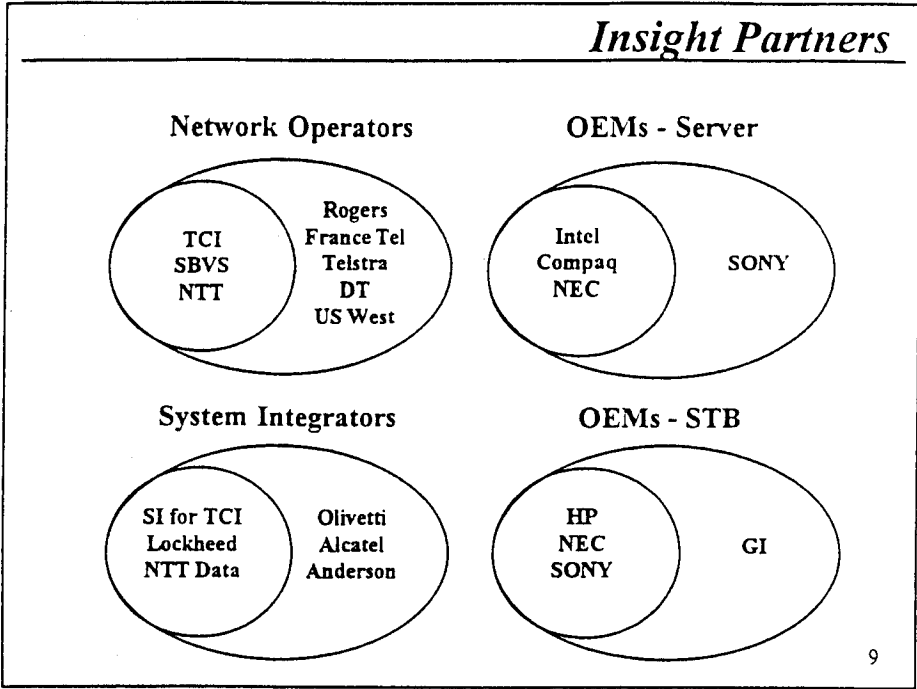 Insight Partners
Network Operators
TCI
SBVS
NTT
Rogers
France Tel
Telstra
DT
US West
OEMs - Server
Intel
Compaq
NEC
SONY
System Integrators
SI for TCI
Lockheed
NTT Data
Olivetti
Alcatel
Anderson
OEMs - STB
HP
NEC
SONY
GI
9